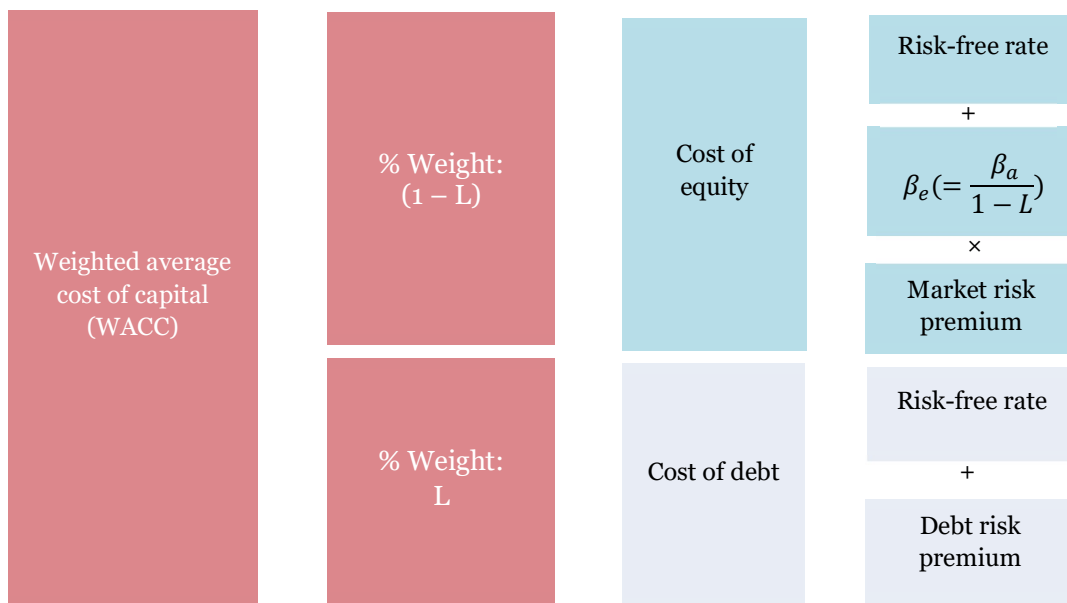 Weighted average
cost of capital
(WACC)
% Weight:
(1 – L)
% Weight:
L
Cost of
equity
Cost of debt
Risk-free rate
+
βₑ(= βₐ / 1 − L)
×
Market risk
premium
Risk-free rate
+
Debt risk
premium